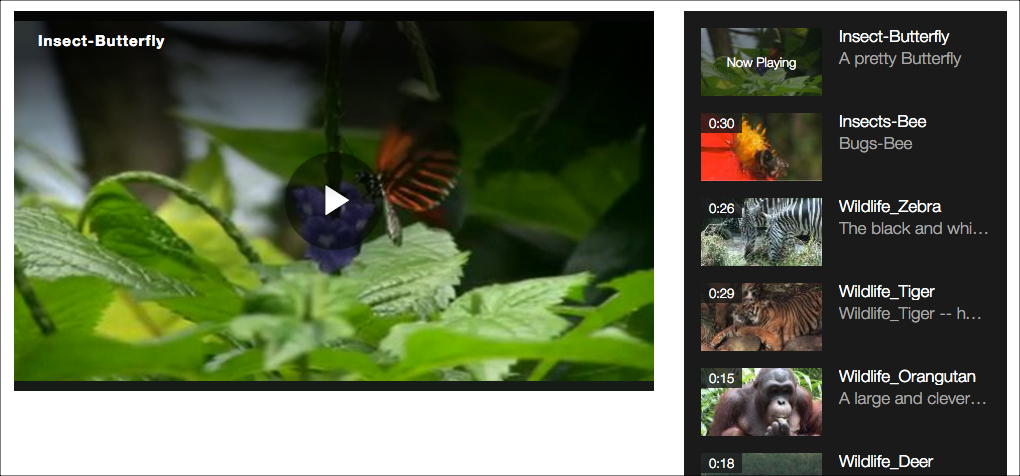 Insect-Butterfly
Now Playing
Insect-Butterfly
A pretty Butterfly
0:30
Insects-Bee
Bugs-Bee
0:26
Wildlife_Zebra
The black and whi…
0:29
Wildlife_Tiger
Wildlife_Tiger -- h…
0:15
Wildlife_Orangutan
A large and clever…
0:18
Wildlife_Deer